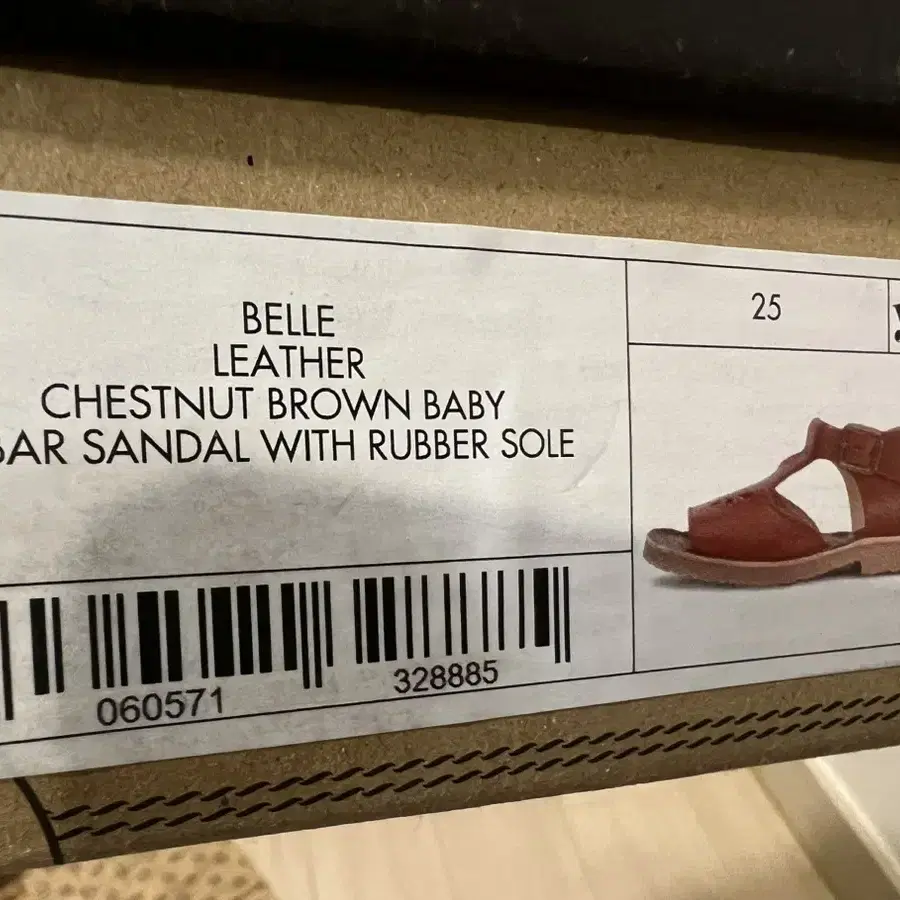 BELLE
LEATHER
CHESTNUT BROWN BABY
BAR SANDAL WITH RUBBER SOLE
25
060571 328885